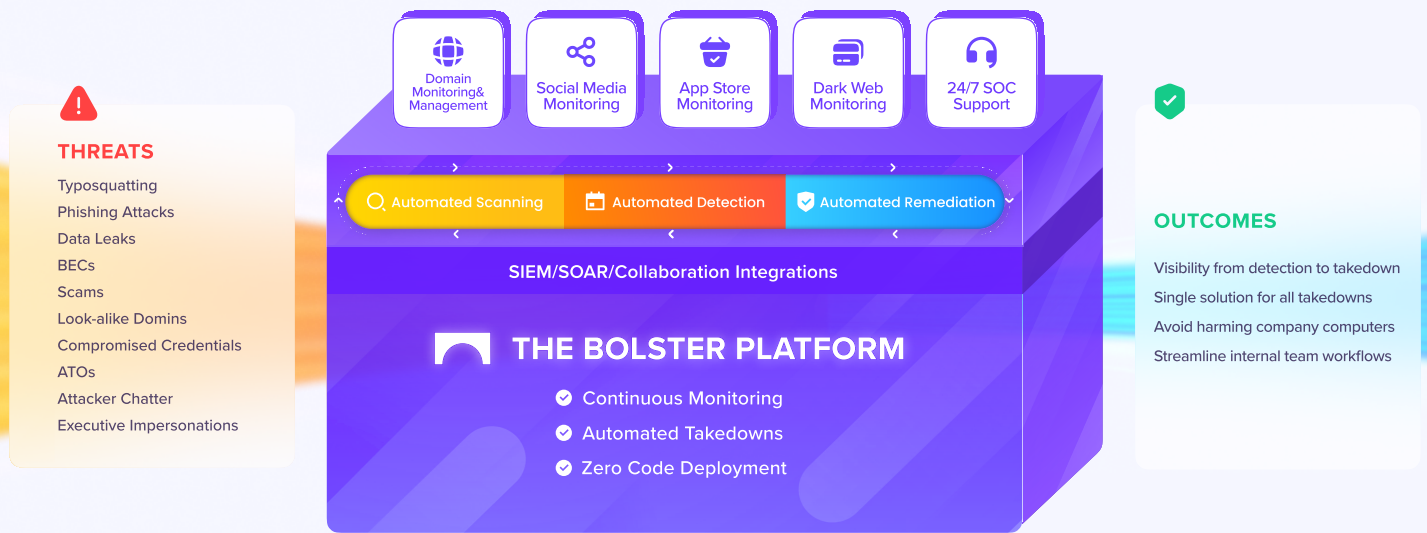 Domain
Monitoring&
Management
Social Media
Monitoring
App Store
Monitoring
Dark Web
Monitoring
24/7 SOC
Support
THREATS
Typosquatting
Phishing Attacks
Data Leaks
BECs
Scams
Look-alike Domins
Compromised Credentials
ATOs
Attacker Chatter
Executive Impersonations
Automated Scanning
Automated Detection
Automated Remediation
SIEM/SOAR/Collaboration Integrations
THE BOLSTER PLATFORM
Continuous Monitoring
Automated Takedowns
Zero Code Deployment
OUTCOMES
Visibility from detection to takedown
Single solution for all takedowns
Avoid harming company computers
Streamline internal team workflows